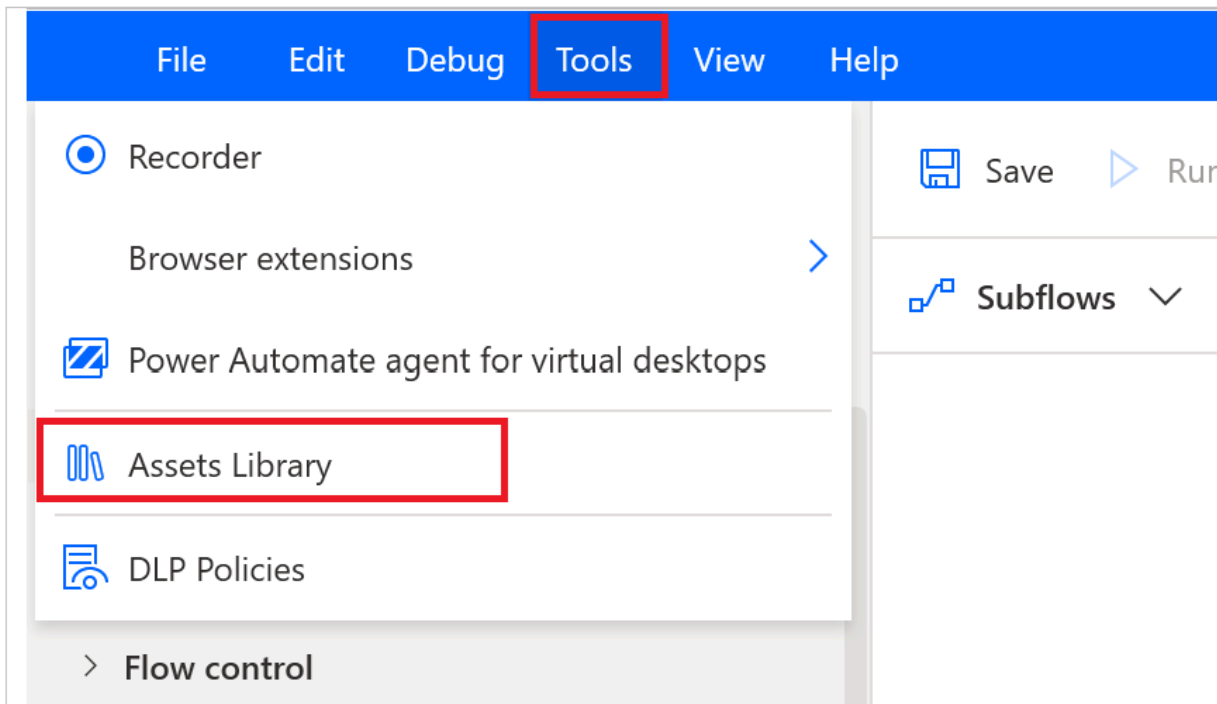 File Edit Debug Tools View Help
Recorder
Save
Browser extensions
Subflows
Power Automate agent for virtual desktops
Assets Library
DLP Policies
Flow control